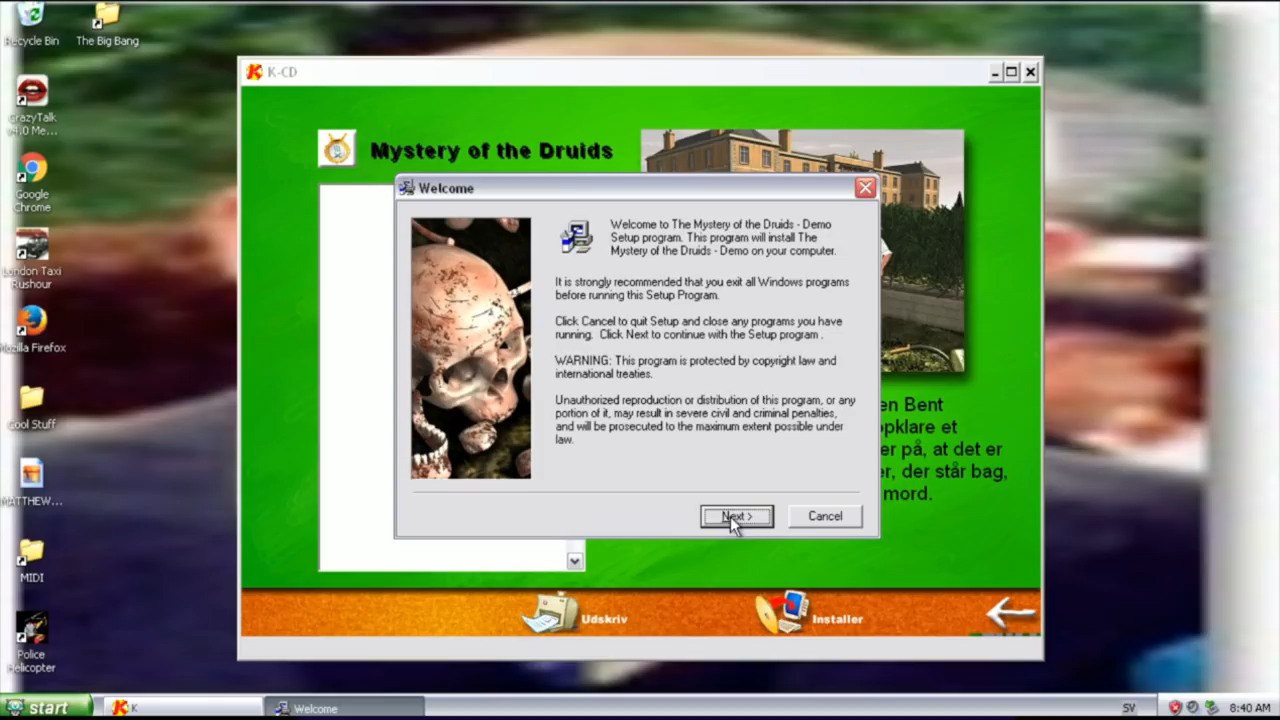 Recycle Bin
The Big Bang
CrazyTalk
v4.0 Me...
Google
Chrome
London Taxi
Rushour
Mozilla Firefox
Cool Stuff
MATTHEW...
MIDI
Police
Helicopter
K-CD
Mystery of the Druids
Welcome
Welcome to The Mystery of the Druids - Demo
Setup program. This program will install The
Mystery of the Druids - Demo on your computer.
It is strongly recommended that you exit all Windows programs
before running this Setup Program.
Click Cancel to quit Setup and close any programs you have
running. Click Next to continue with the Setup program .
WARNING: This program is protected by copyright law and
international treaties.
Unauthorized reproduction or distribution of this program, or any
portion of it, may result in severe civil and criminal penalties,
and will be prosecuted to the maximum extent possible under
law.
Next >
Cancel
en Bent
opklare et
er på, at det er
er, der står bag,
mord.
Udskriv
Installer
start
K
Welcome
SV
8:40 AM